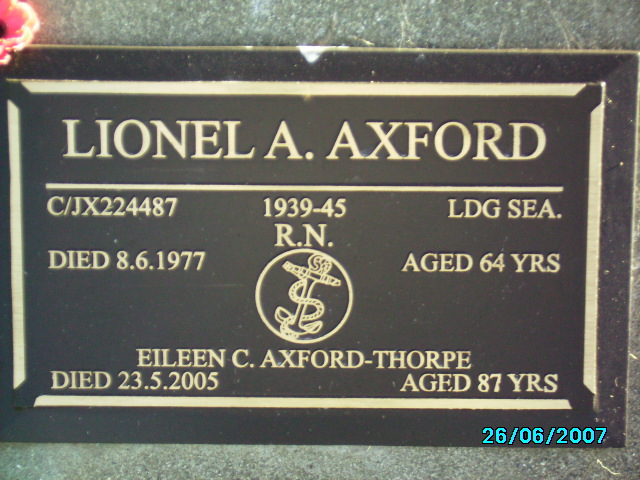 LIONEL A. AXFORD
C/JX224487 1939-45 LDG SEA.
R.N.
DIED 8.6.1977 AGED 64 YRS
EILEEN C. AXFORD-THORPE
DIED 23.5.2005 AGED 87 YRS
26/06/2007